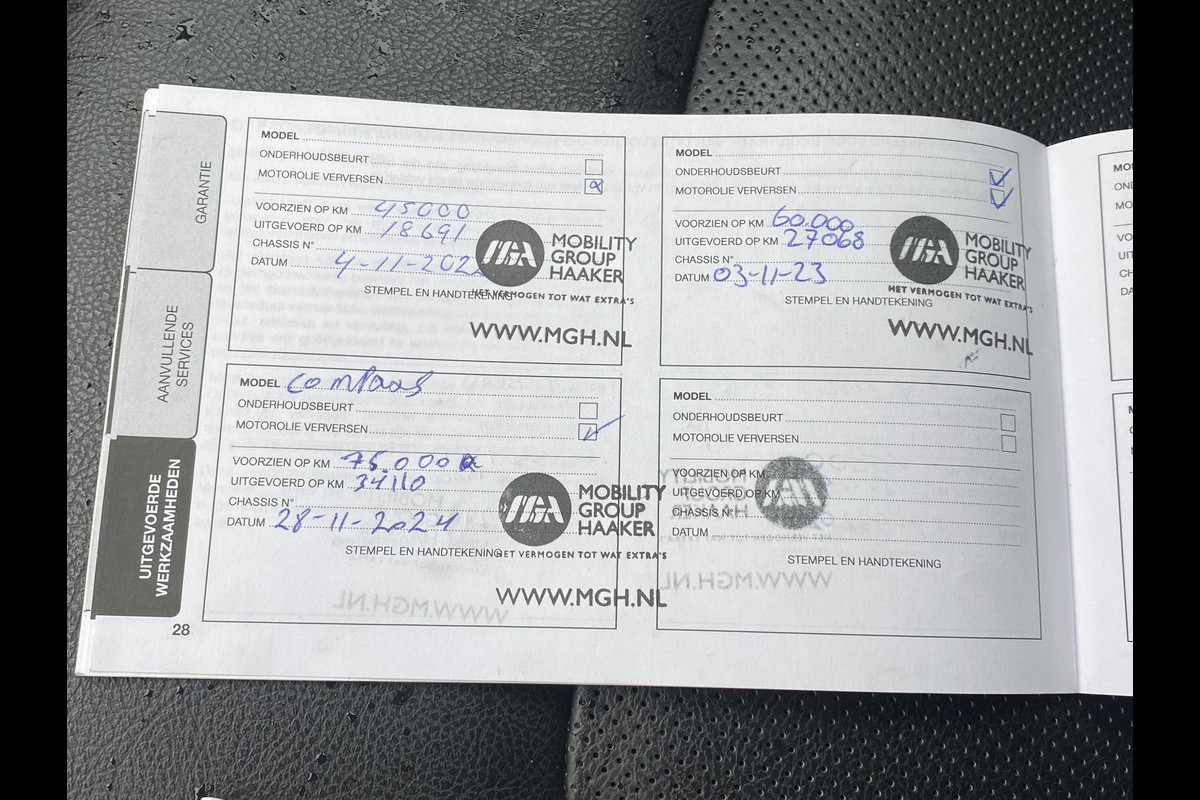 GARANTIE
AANVULLENDE
SERVICES
UITGEVOERDE
WERKZAAMHEDEN
MODEL
ONDERHOUDSBEURT
MOTOROLIE VERVERSEN
VOORZIEN OP KM 45000
UITGEVOERD OP KM 18691
CHASSIS N°
DATUM 4-11-2022
STEMPEL EN HANDTEKENING
MOBILITY
GROUP
HAAKER
HET VERMOGEN TOT WAT EXTRA'S
WWW.MGH.NL
MODEL
ONDERHOUDSBEURT
MOTOROLIE VERVERSEN
VOORZIEN OP KM 60.000
UITGEVOERD OP KM 27068
CHASSIS N°
DATUM 03-11-23
STEMPEL EN HANDTEKENING
MOBILITY
GROUP
HAAKER
HET VERMOGEN TOT WAT EXTRA'S
WWW.MGH.NL
MODEL Compaas
ONDERHOUDSBEURT
MOTOROLIE VERVERSEN
VOORZIEN OP KM 75.000
UITGEVOERD OP KM 34110
CHASSIS N°
DATUM 28-11-2024
STEMPEL EN HANDTEKENING
MOBILITY
GROUP
HAAKER
HET VERMOGEN TOT WAT EXTRA'S
WWW.MGH.NL
MODEL
ONDERHOUDSBEURT
MOTOROLIE VERVERSEN
VOORZIEN OP KM
UITGEVOERD OP KM
CHASSIS N°
DATUM
STEMPEL EN HANDTEKENING
28